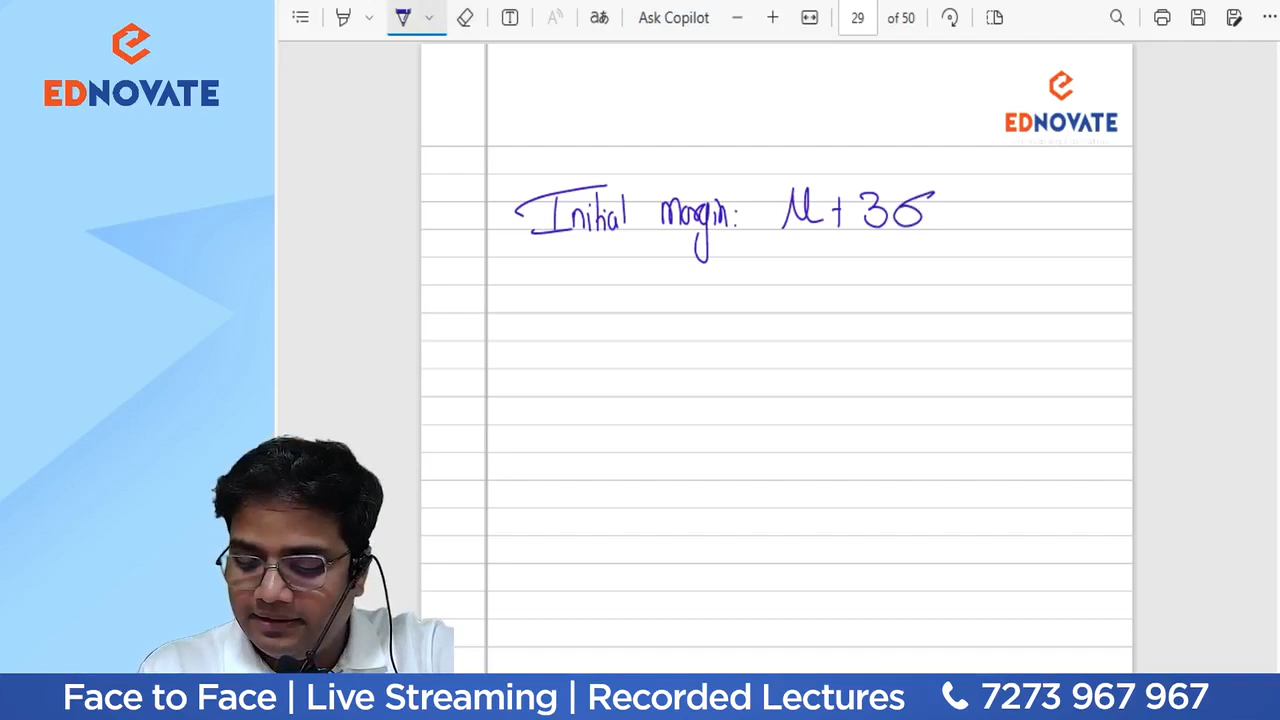 EDNOVATE
Ask Copilot
29
of 50
EDNOVATE
Initial margin: μ + 3σ
Face to Face | Live Streaming | Recorded Lectures 7273 967 967